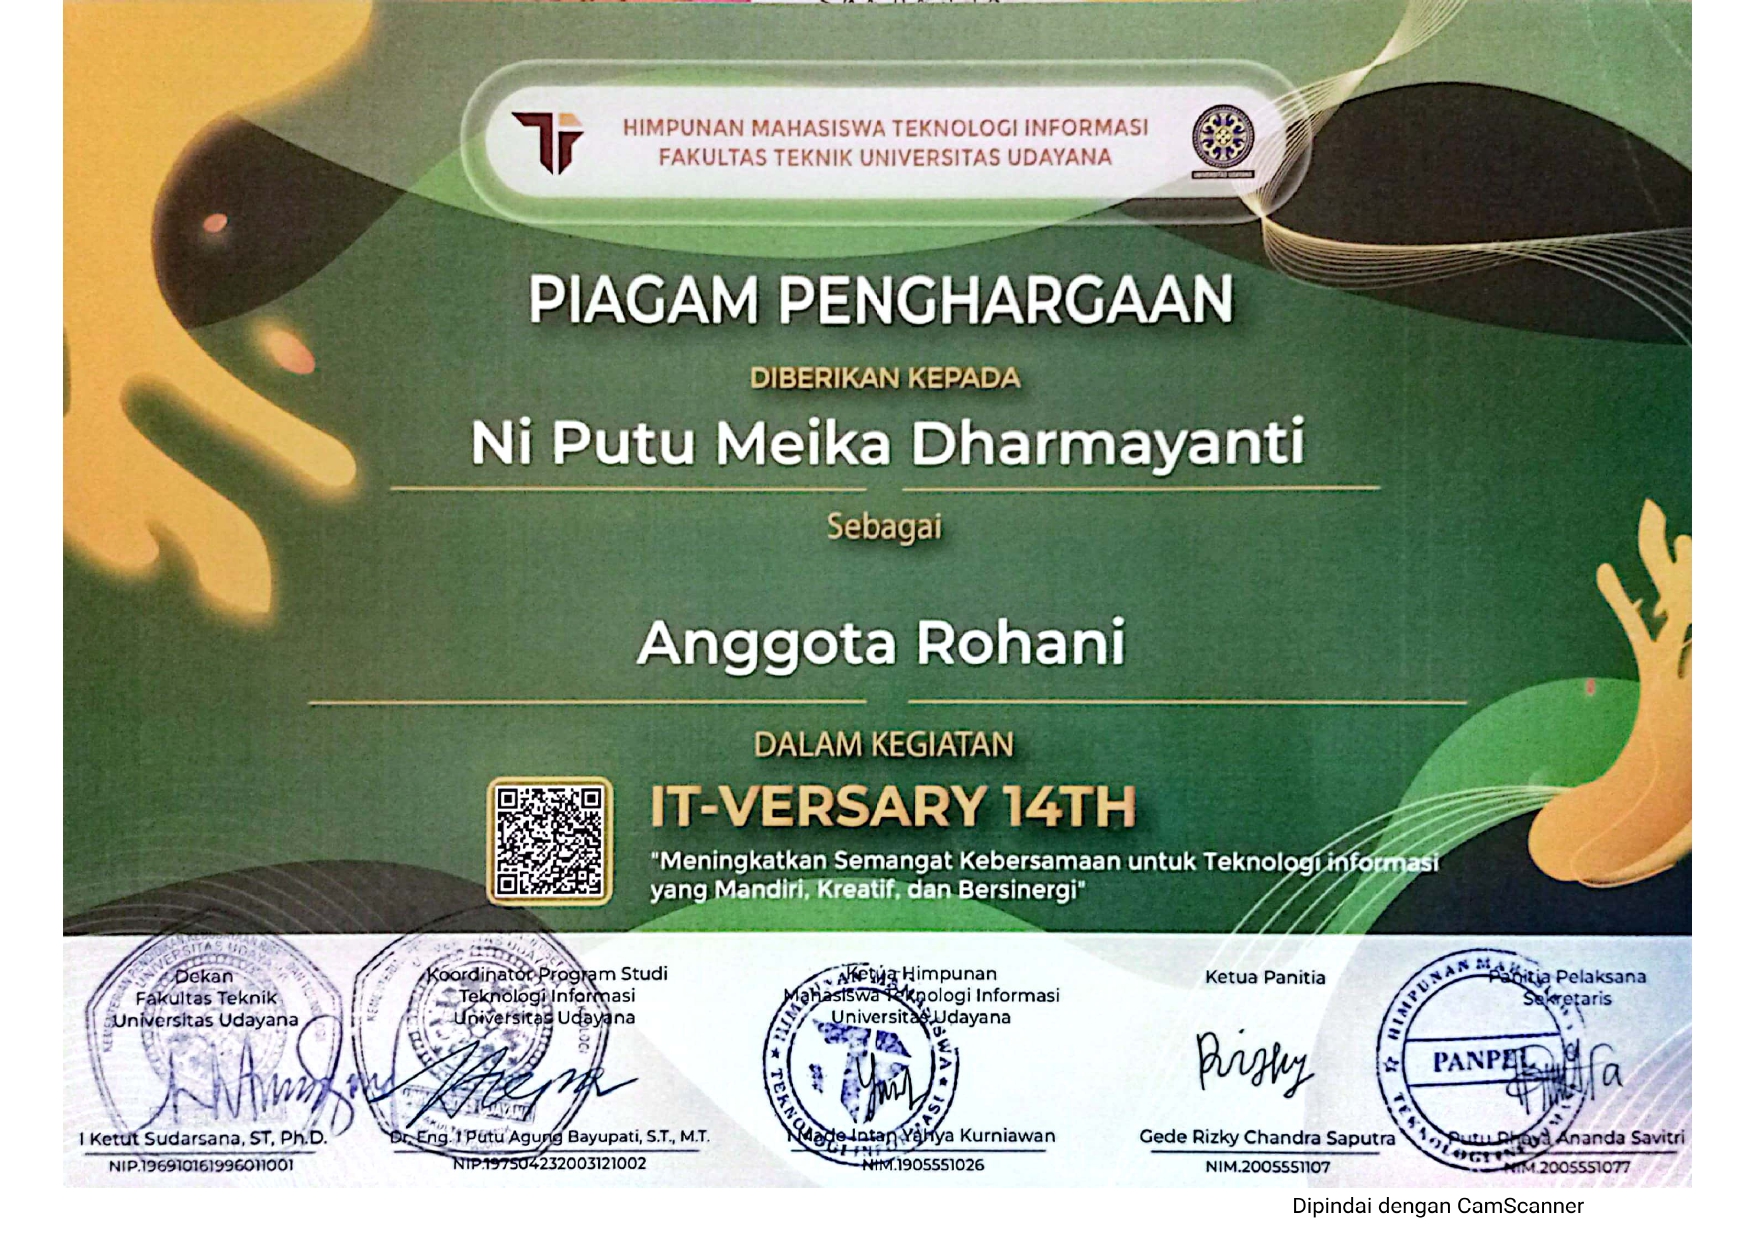 HIMPUNAN MAHASISWA TEKNOLOGI INFORMASI
FAKULTAS TEKNIK UNIVERSITAS UDAYANA
UNIVERSITAS UDAYANA
PIAGAM PENGHARGAAN
DIBERIKAN KEPADA
Ni Putu Meika Dharmayanti
Sebagai
Anggota Rohani
DALAM KEGIATAN
IT-VERSARY 14TH
"Meningkatkan Semangat Kebersamaan untuk Teknologi informasi
yang Mandiri, Kreatif, dan Bersinergi"
Dekan
Fakultas Teknik
Universitas Udayana
I Ketut Sudarsana, ST, Ph.D.
NIP.196910161996011001
Koordinator Program Studi
Teknologi Informasi
Universitas Udayana
Dr. Eng. I Putu Agung Bayupati, S.T., M.T.
NIP.197504232003121002
Ketua Himpunan
Mahasiswa Teknologi Informasi
Universitas Udayana
I Made Intan Yahya Kurniawan
NIM.1905551026
Ketua Panitia
Rizky
Gede Rizky Chandra Saputra
NIM.2005551107
Panitia Pelaksana
Sekretaris
PANPEL
Putu Ananda Savitri
NIM.2005551077
Dipindai dengan CamScanner